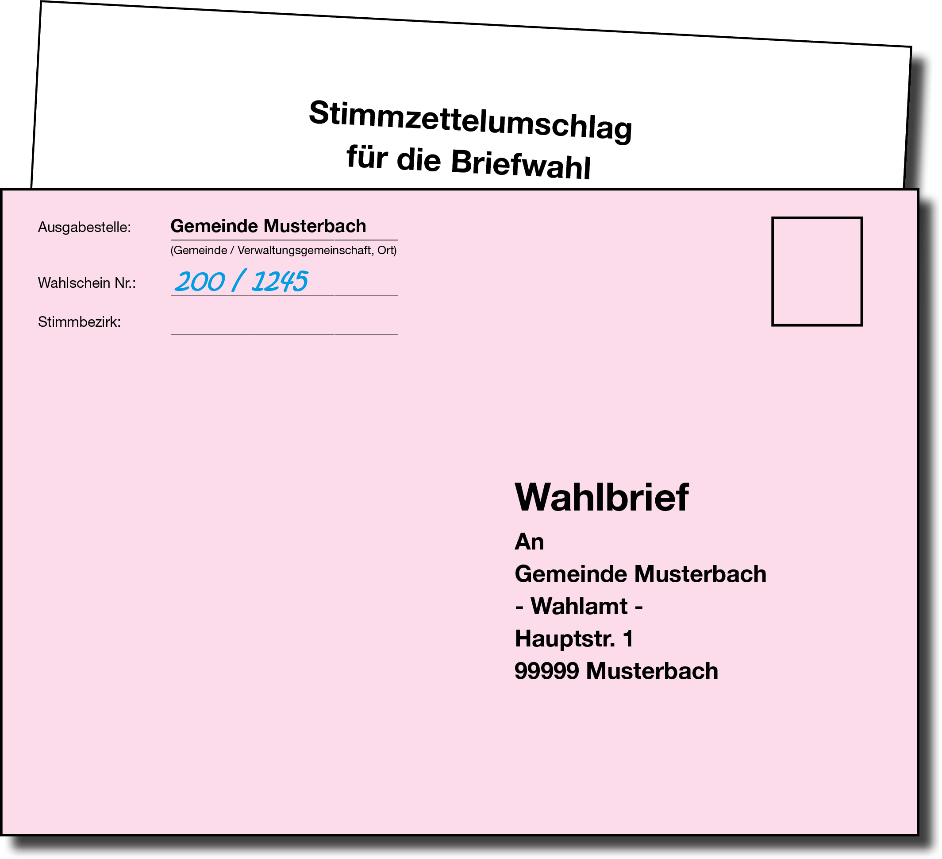 Stimmzettelumschlag
für die Briefwahl
Ausgabestelle: Gemeinde Musterbach
(Gemeinde / Verwaltungsgemeinschaft, Ort)
Wahlschein Nr.: 200 / 1245
Stimmbezirk:
Wahlbrief
An
Gemeinde Musterbach
- Wahlamt -
Hauptstr. 1
99999 Musterbach